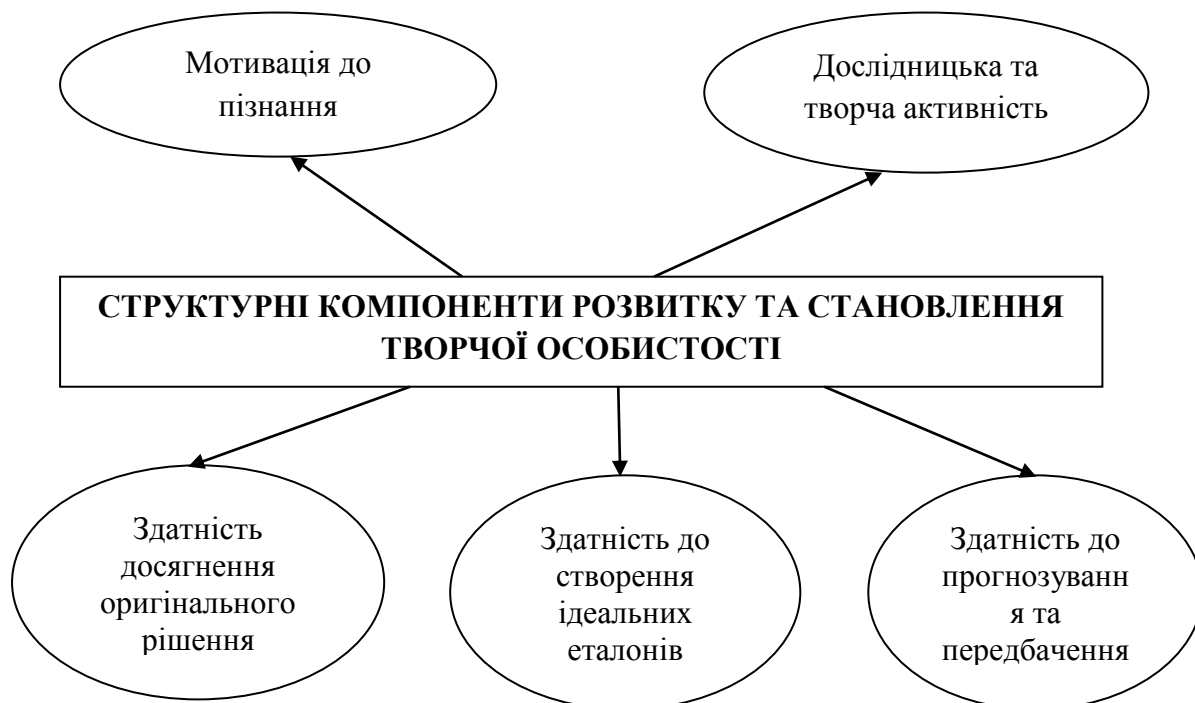 Мотивація до
пізнання
Дослідницька та
творча активність
СТРУКТУРНІ КОМПОНЕНТИ РОЗВИТКУ ТА СТАНОВЛЕННЯ
ТВОРЧОЇ ОСОБИСТОСТІ
Здатність
досягнення
оригінального
рішення
Здатність до
створення
ідеальних
еталонів
Здатність до
прогнозуванн
я та
передбачення